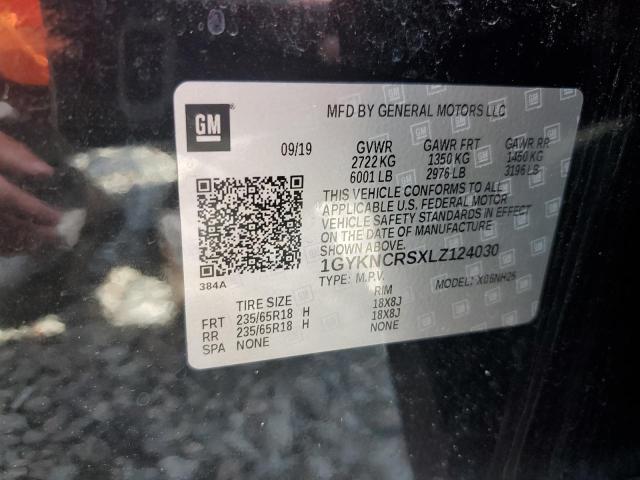 GM
MFD BY GENERAL MOTORS LLC
09/19 GVWR GAWR FRT GAWR RR
2722 KG 1350 KG 1450 KG
6001 LB 2976 LB 3196 LB
THIS VEHICLE CONFORMS TO ALL
APPLICABLE U.S. FEDERAL MOTOR
VEHICLE SAFETY STANDARDS IN EFFECT
ON THE DATE OF MANUFACTURE
SHOWN ABOVE.
1GYKNCRSXLZ124030
TYPE: M.P.V. MODEL: X06NH26
384A
TIRE SIZE RIM
FRT 235/65R18 H 18X8J
RR 235/65R18 H 18X8J
SPA NONE NONE